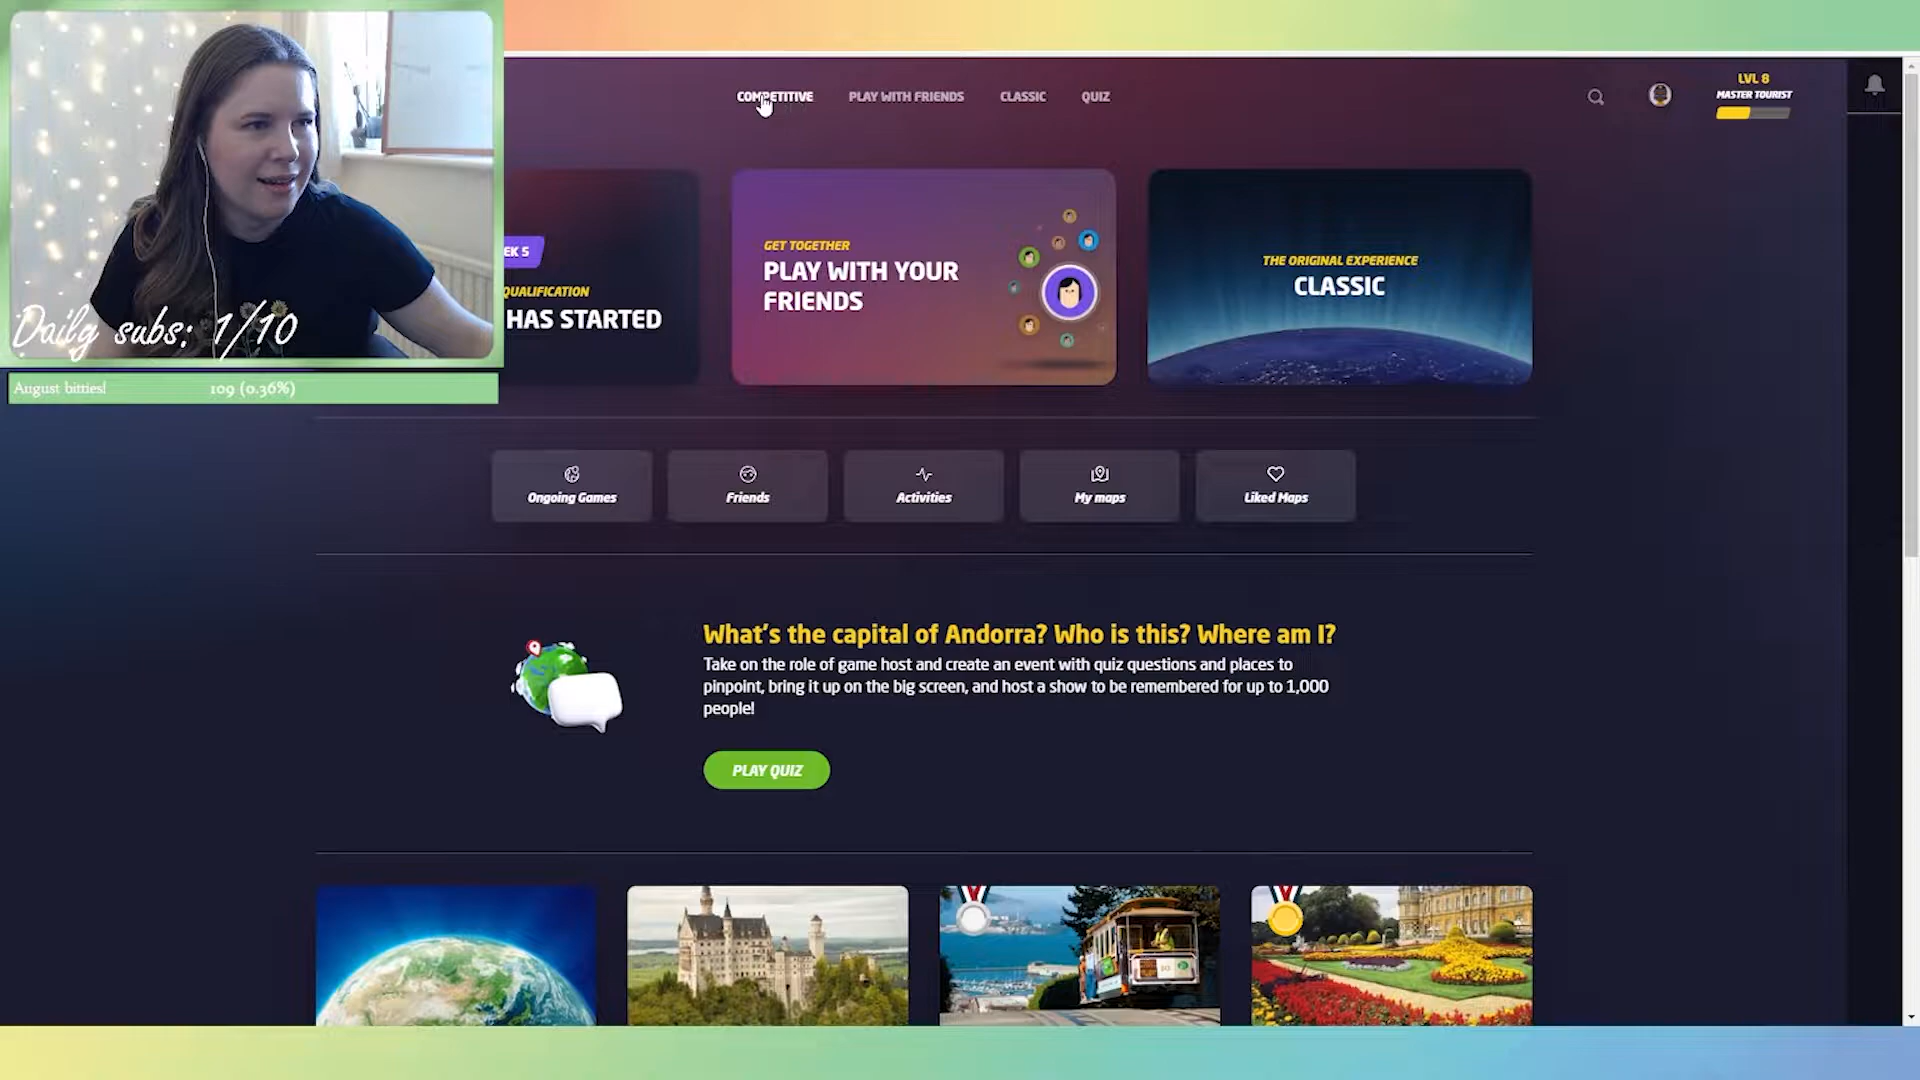 COMPETITIVE
PLAY WITH FRIENDS
CLASSIC
QUIZ
LVL 8
MASTER TOURIST
EK 5
QUALIFICATION
HAS STARTED
GET TOGETHER
PLAY WITH YOUR
FRIENDS
THE ORIGINAL EXPERIENCE
CLASSIC
Daily subs: 1/10
August bitties! 109 (0.36%)
Ongoing Games
Friends
Activities
My maps
Liked Maps
What's the capital of Andorra? Who is this? Where am I?
Take on the role of game host and create an event with quiz questions and places to
pinpoint, bring it up on the big screen, and host a show to be remembered for up to 1,000
people!
PLAY QUIZ